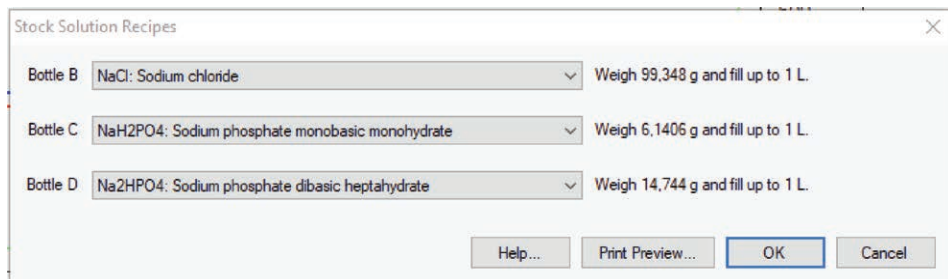 Stock Solution Recipes
Bottle B NaCl: Sodium chloride Weigh 99,348 g and fill up to 1 L.
Bottle C NaH2PO4: Sodium phosphate monobasic monohydrate Weigh 6,1406 g and fill up to 1 L.
Bottle D Na2HPO4: Sodium phosphate dibasic heptahydrate Weigh 14,744 g and fill up to 1 L.
Help... Print Preview... OK Cancel